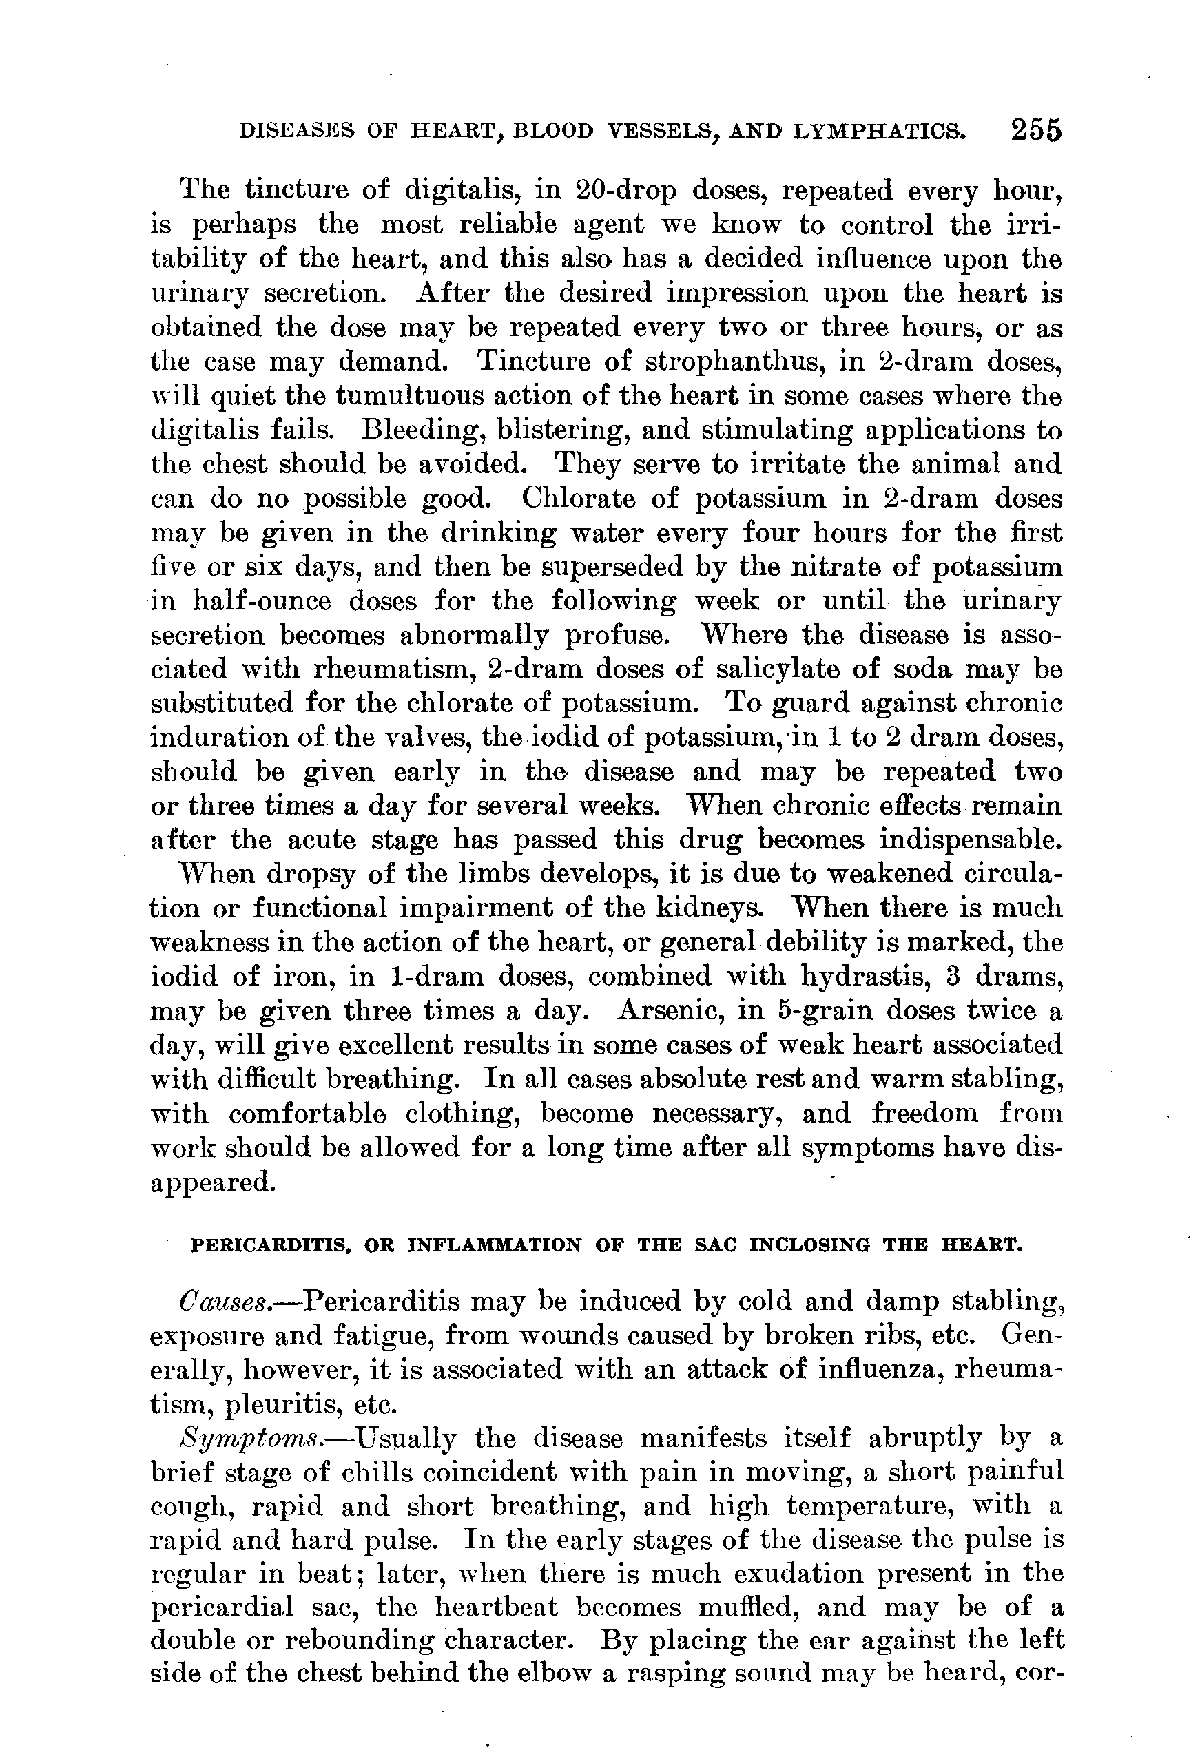 DISEASES OF HEART, BLOOD VESSELS, AND LYMPHATICS. 255
The tincture of digitalis, in 20-drop doses, repeated every hour,
is perhaps the most reliable agent we know to control the irri-
tability of the heart, and this also has a decided influence upon the
urinary secretion. After the desired impression upon the heart is
obtained the dose may be repeated every two or three hours, or as
the case may demand. Tincture of strophanthus, in 2-dram doses,
will quiet the tumultuous action of the heart in some cases where the
digitalis fails. Bleeding, blistering, and stimulating applications to
the chest should be avoided. They serve to irritate the animal and
can do no possible good. Chlorate of potassium in 2-dram doses
may be given in the drinking water every four hours for the first
five or six days, and then be superseded by the nitrate of potassium
in half-ounce doses for the following week or until the urinary
secretion becomes abnormally profuse. Where the disease is asso-
ciated with rheumatism, 2-dram doses of salicylate of soda may be
substituted for the chlorate of potassium. To guard against chronic
induration of the valves, the iodid of potassium, in 1 to 2 dram doses,
should be given early in the disease and may be repeated two
or three times a day for several weeks. When chronic effects remain
after the acute stage has passed this drug becomes indispensable.
When dropsy of the limbs develops, it is due to weakened circula-
tion or functional impairment of the kidneys. When there is much
weakness in the action of the heart, or general debility is marked, the
iodid of iron, in 1-dram doses, combined with hydrastis, 3 drams,
may be given three times a day. Arsenic, in 5-grain doses twice a
day, will give excellent results in some cases of weak heart associated
with difficult breathing. In all cases absolute rest and warm stabling,
with comfortable clothing, become necessary, and freedom from
work should be allowed for a long time after all symptoms have dis-
appeared.
PERICARDITIS, OR INFLAMMATION OF THE SAC INCLOSING THE HEART.
Causes.—Pericarditis may be induced by cold and damp stabling,
exposure and fatigue, from wounds caused by broken ribs, etc. Gen-
erally, however, it is associated with an attack of influenza, rheuma-
tism, pleuritis, etc.
Symptoms.—Usually the disease manifests itself abruptly by a
brief stage of chills coincident with pain in moving, a short painful
cough, rapid and short breathing, and high temperature, with a
rapid and hard pulse. In the early stages of the disease the pulse is
regular in beat; later, when there is much exudation present in the
pericardial sac, the heartbeat becomes muffled, and may be of a
double or rebounding character. By placing the ear against the left
side of the chest behind the elbow a rasping sound may be heard, cor-